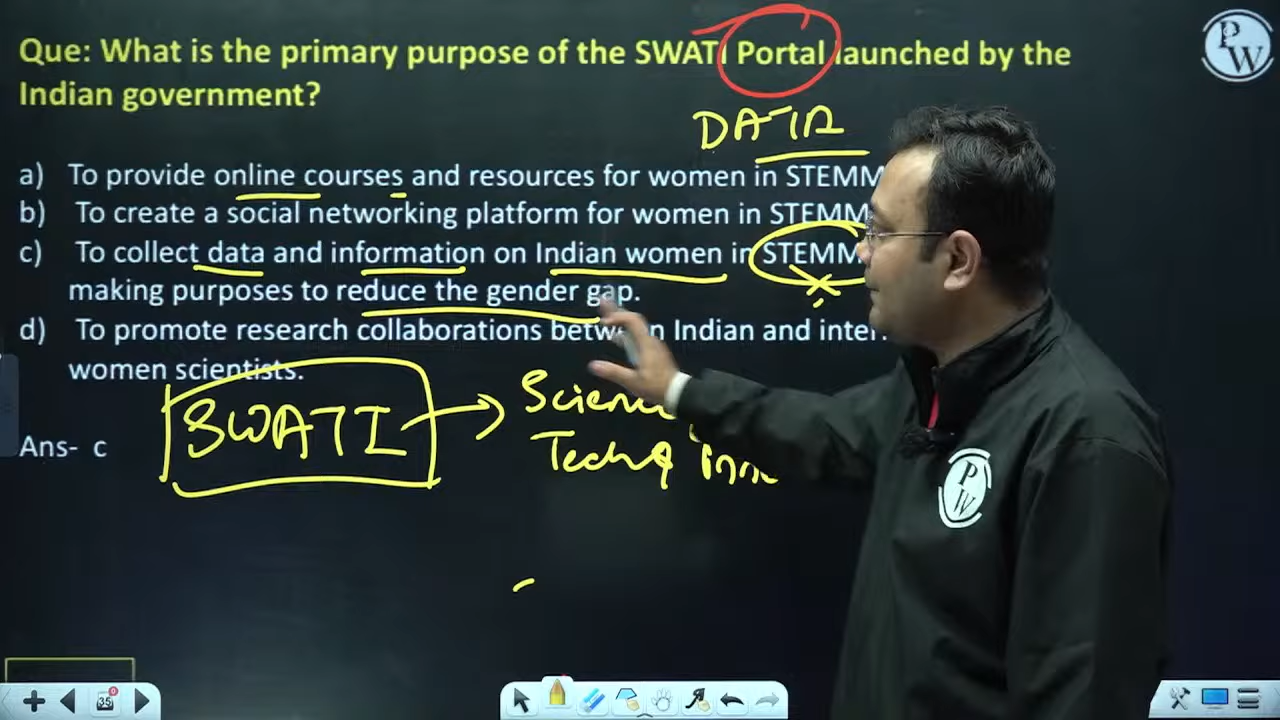 Que: What is the primary purpose of the SWATI Portal launched by the
Indian government?
DATA
a) To provide online courses and resources for women in STEMM
b) To create a social networking platform for women in STEMM
c) To collect data and information on Indian women in STEMM
making purposes to reduce the gender gap.
d) To promote research collaborations between Indian and inter
women scientists.
SWATI
Science
Tech
Ans- c
PW
PW
35
0